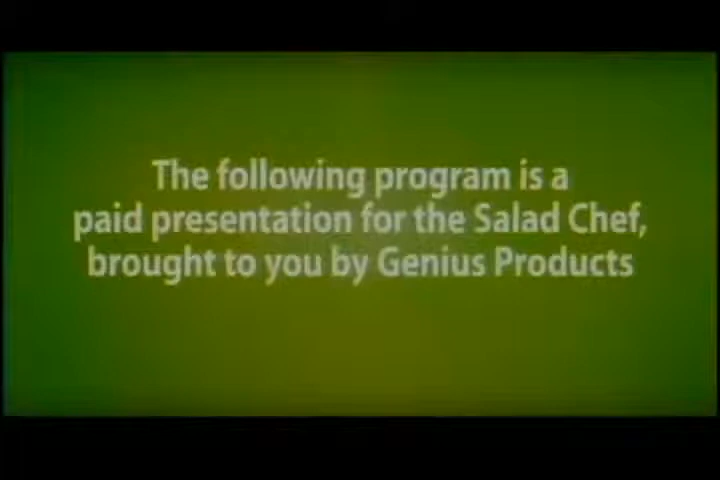 The following program is a
paid presentation for the Salad Chef,
brought to you by Genius Products